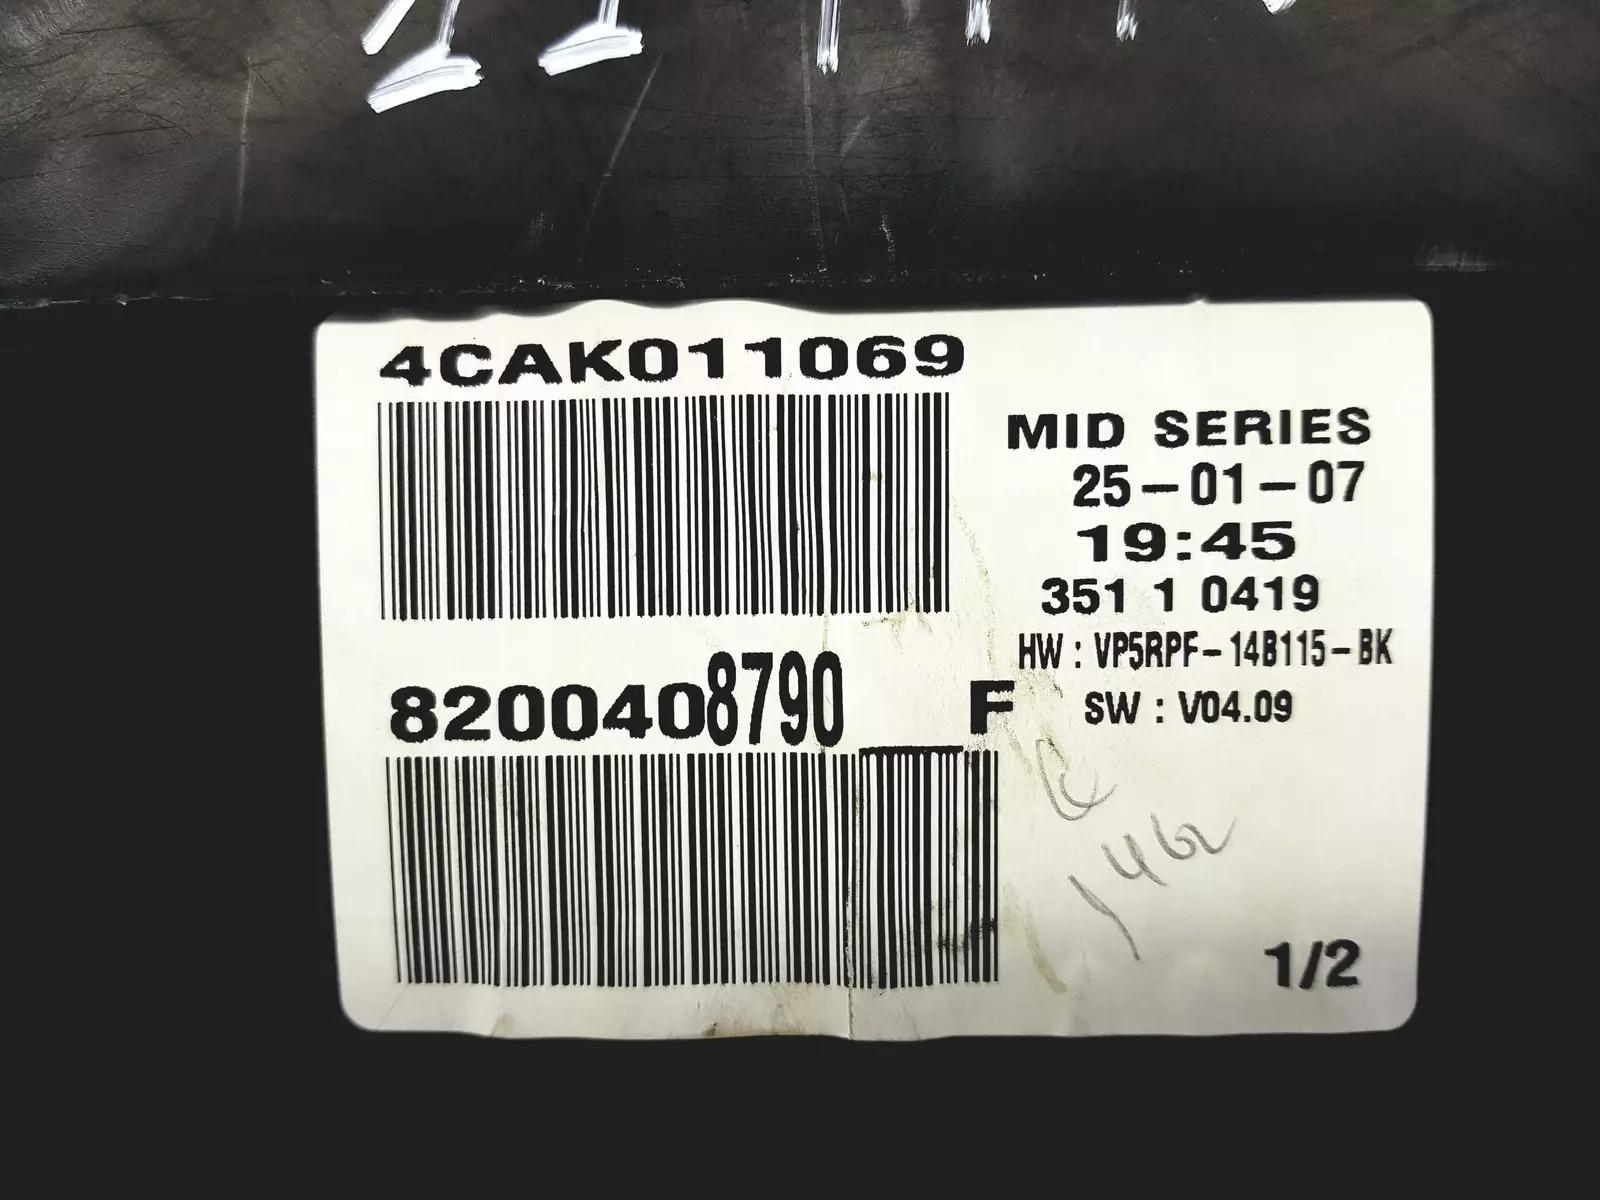 4CAK011069
MID SERIES
25-01-07
19:45
351 1 0419
HW : VP5RPF-14B115-BK
8200408790 F
SW : V04.09
1462
1/2